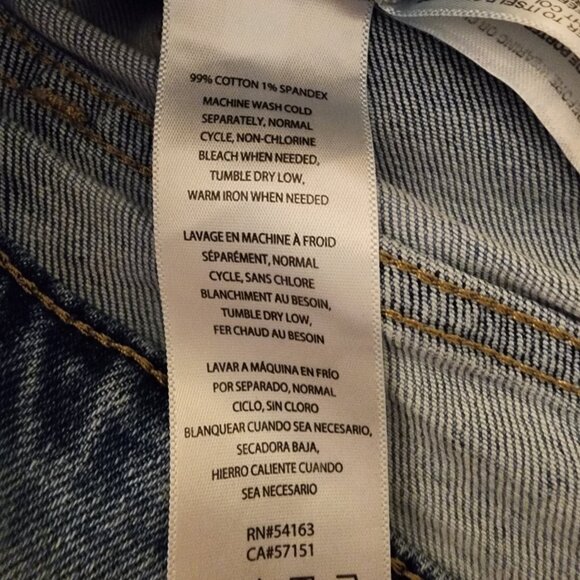 99% COTTON 1% SPANDEX
MACHINE WASH COLD
SEPARATELY, NORMAL
CYCLE, NON-CHLORINE
BLEACH WHEN NEEDED,
TUMBLE DRY LOW,
WARM IRON WHEN NEEDED
LAVAGE EN MACHINE À FROID
SÉPARÉMENT, NORMAL
CYCLE, SANS CHLORE
BLANCHIMENT AU BESOIN,
TUMBLE DRY LOW,
FER CHAUD AU BESOIN
LAVAR A MÁQUINA EN FRÍO
POR SEPARADO, NORMAL
CICLO, SIN CLORO
BLANQUEAR CUANDO SEA NECESARIO,
SECADORA BAJA,
HIERRO CALIENTE CUANDO
SEA NECESARIO
RN#54163
CA#57151